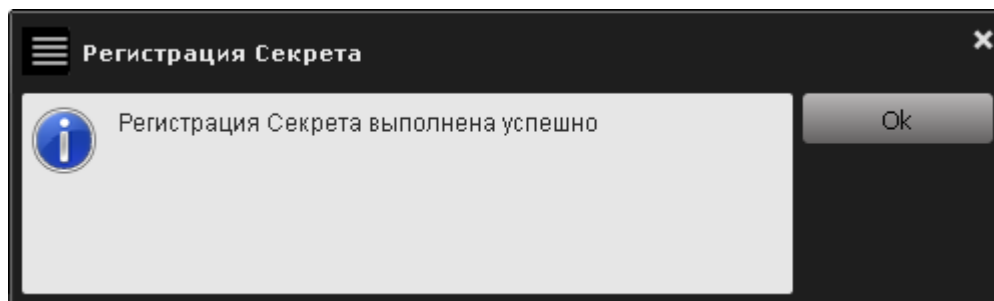 Регистрация Секрета
Регистрация Секрета выполнена успешно
Ok